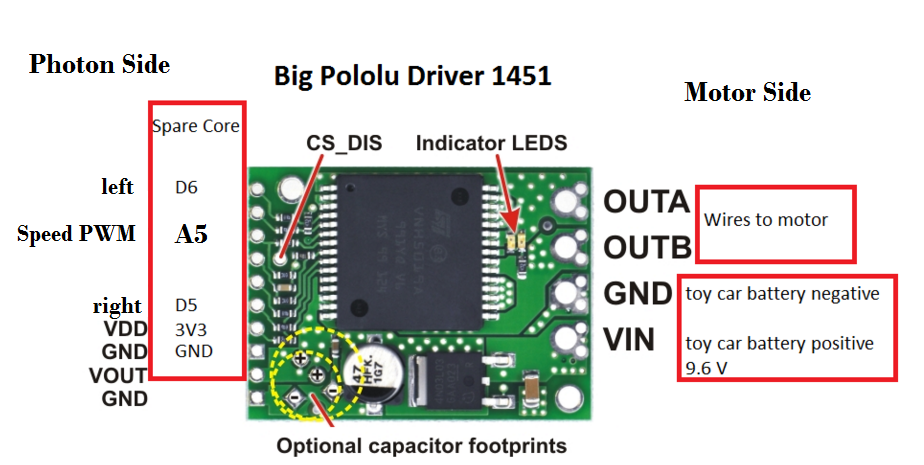 Photon Side
Big Pololu Driver 1451
Motor Side
Spare Core
CS_DIS
Indicator LEDS
left
D6
Speed PWM
A5
right
D5
VDD
3V3
GND
GND
VOUT
GND
OUTA
OUTB
Wires to motor
GND
toy car battery negative
VIN
toy car battery positive
9.6 V
47
HFK.
1G7
Optional capacitor footprints